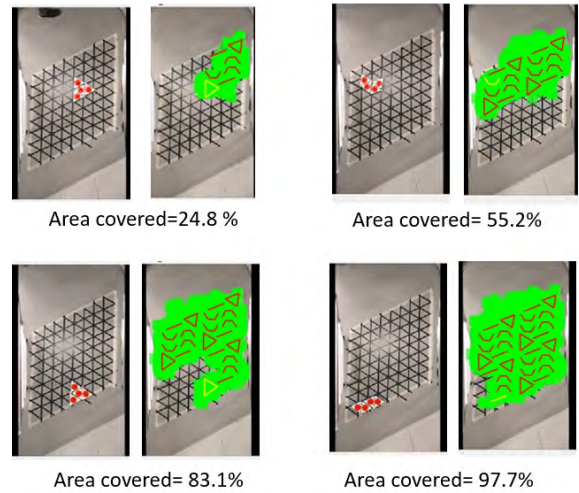 Area covered=24.8 %
Area covered= 55.2%
Area covered= 83.1%
Area covered= 97.7%